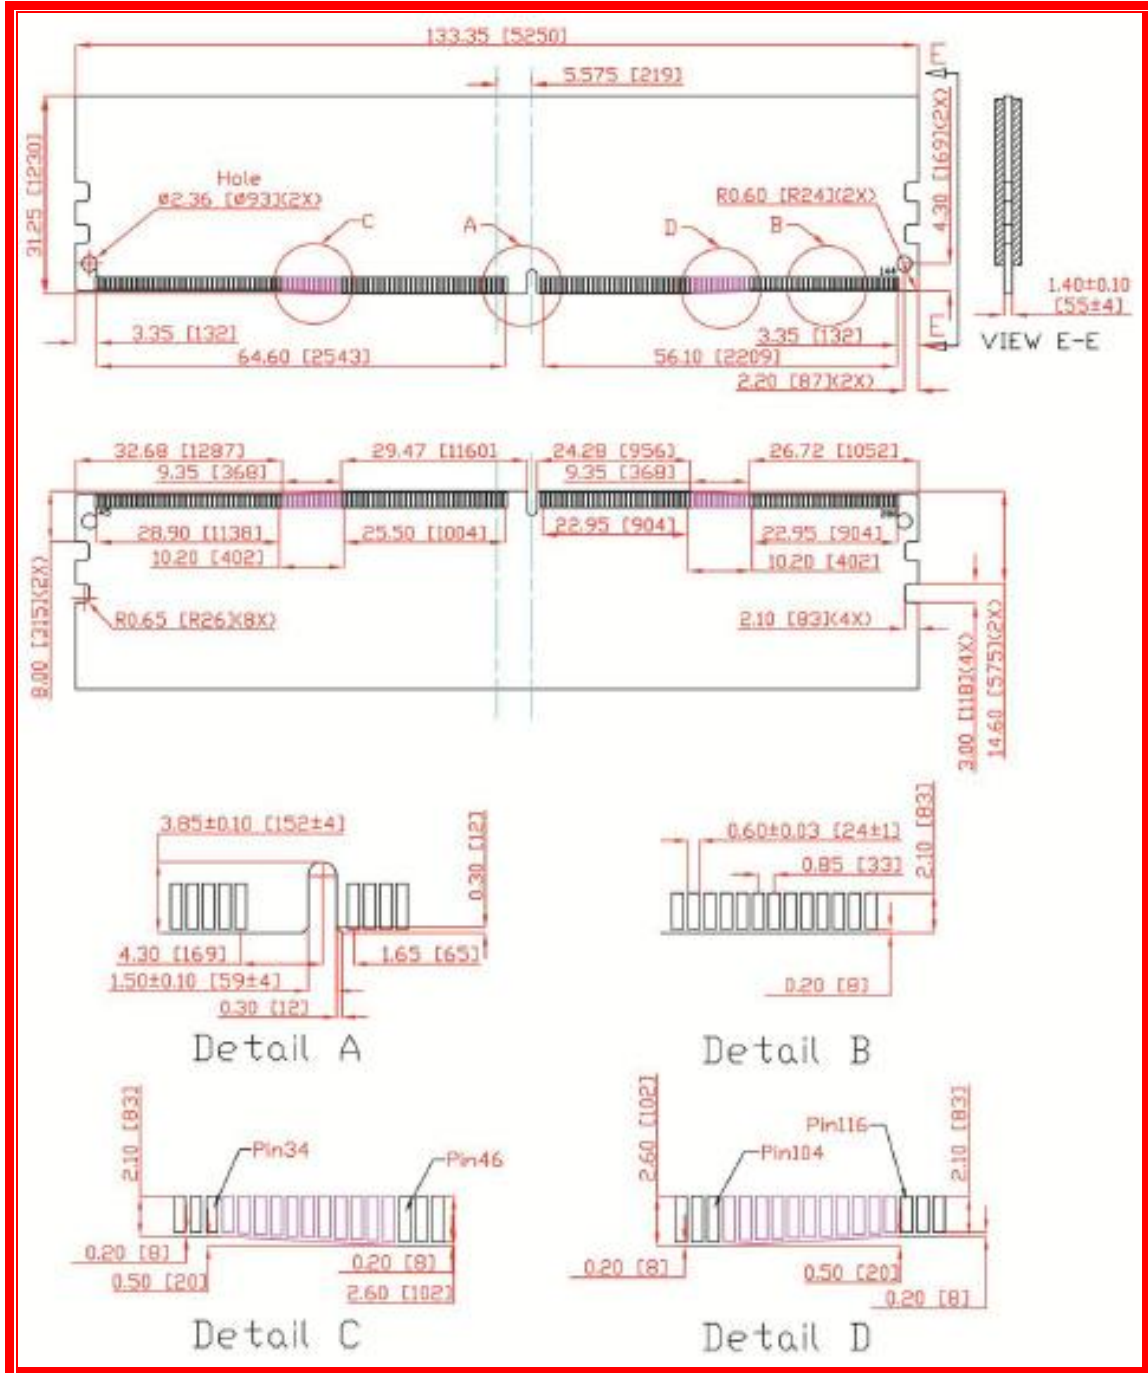 133.35 [5250]
E
5.575 [219]
31.25 [1230]
Hole
Ø2.36 [Ø93](2X)
C
A
D
B
R0.60 [R24](2X)
4.30 [169](2X)
144
1.40±0.10
[55±4]
E
VIEW E-E
3.35 [132]
3.35 [132]
64.60 [2543]
56.10 [2209]
2.20 [87](2X)
32.68 [1287]
29.47 [1160]
24.28 [956]
26.72 [1052]
9.35 [368]
9.35 [368]
28.90 [1138]
25.50 [1004]
22.95 [904]
22.95 [904]
10.20 [402]
10.20 [402]
8.00 [315](2X)
R0.65 [R26](8X)
2.10 [83](4X)
3.00 [118](4X)
14.60 [575](2X)
3.85±0.10 [152±4]
0.30 [12]
0.60±0.03 [24±1]
2.10 [83]
0.85 [33]
4.30 [169]
1.65 [65]
1.50±0.10 [59±4]
0.30 [12]
0.20 [8]
Detail A
Detail B
2.10 [83]
Pin34
Pin46
0.20 [8]
0.50 [20]
0.20 [8]
2.60 [102]
2.60 [102]
Pin116
Pin104
2.10 [83]
0.20 [8]
0.50 [20]
0.20 [8]
Detail C
Detail D